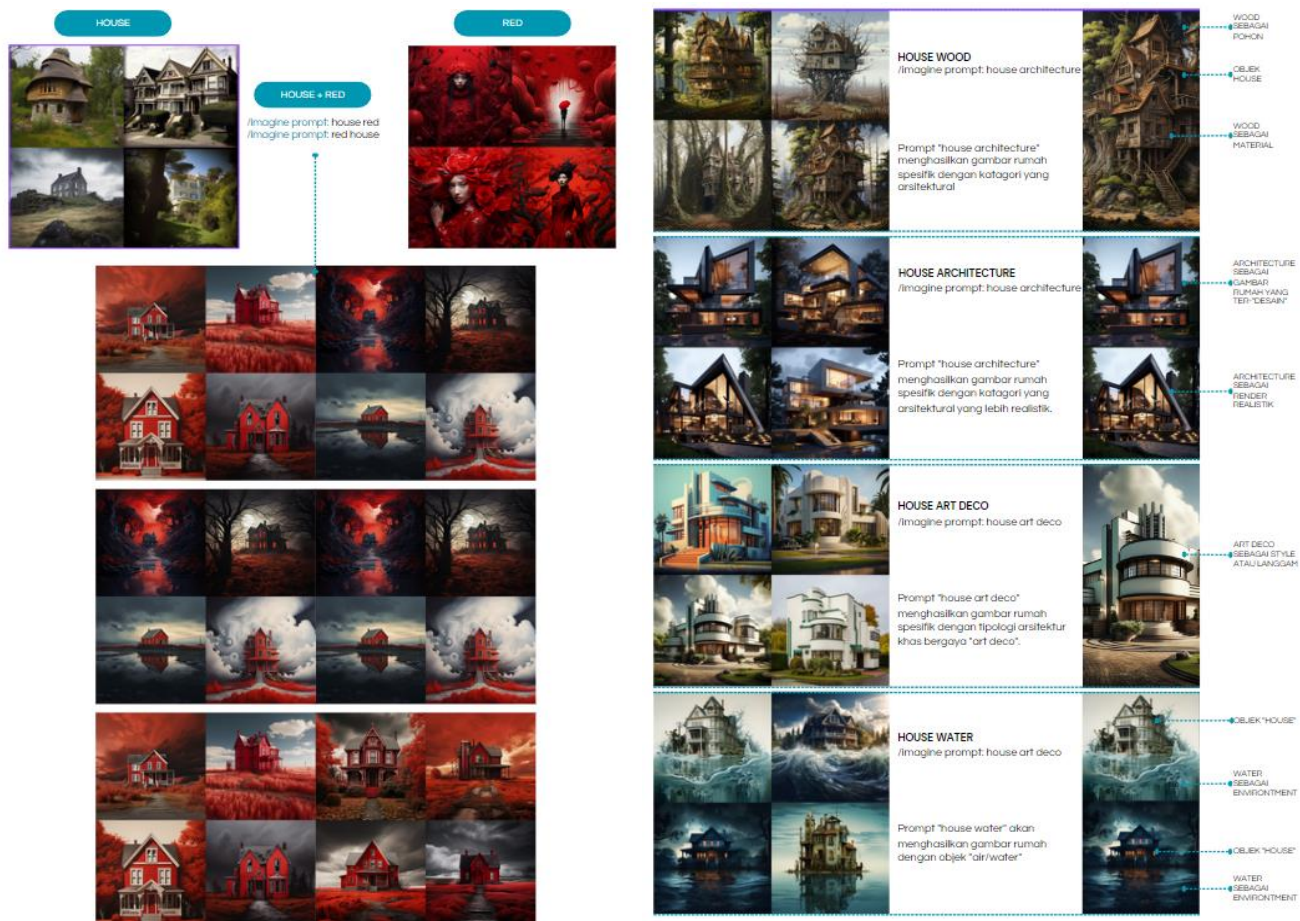 HOUSE
RED
HOUSE + RED
/imagine prompt: house red
/imagine prompt: red house
HOUSE WOOD
/imagine prompt: house architecture
Prompt "house architecture"
menghasilkan gambar rumah
spesifik dengan katagori yang
arsitektural
WOOD
SEBAGAI
POHON
OBJEK
HOUSE
WOOD
SEBAGAI
MATERIAL
HOUSE ARCHITECTURE
/imagine prompt: house architecture
Prompt "house architecture"
menghasilkan gambar rumah
spesifik dengan katagori yang
arsitektural yang lebih realistik.
ARCHITECTURE
SEBAGAI
GAMBAR
RUMAH YANG
TER-"DESAIN"
ARCHITECTURE
SEBAGAI
RENDER
REALISTIK
HOUSE ART DECO
/imagine prompt: house art deco
Prompt "house art deco"
menghasilkan gambar rumah
spesifik dengan tipologi arsitektur
khas bergaya "art deco".
ART DECO
SEBAGAI STYLE
ATAU LANGGAM
HOUSE WATER
/imagine prompt: house art deco
Prompt "house water" akan
menghasilkan gambar rumah
dengan objek "air/water"
OBJEK "HOUSE"
WATER
SEBAGAI
ENVIRONTMENT
OBJEK "HOUSE"
WATER
SEBAGAI
ENVIRONTMENT